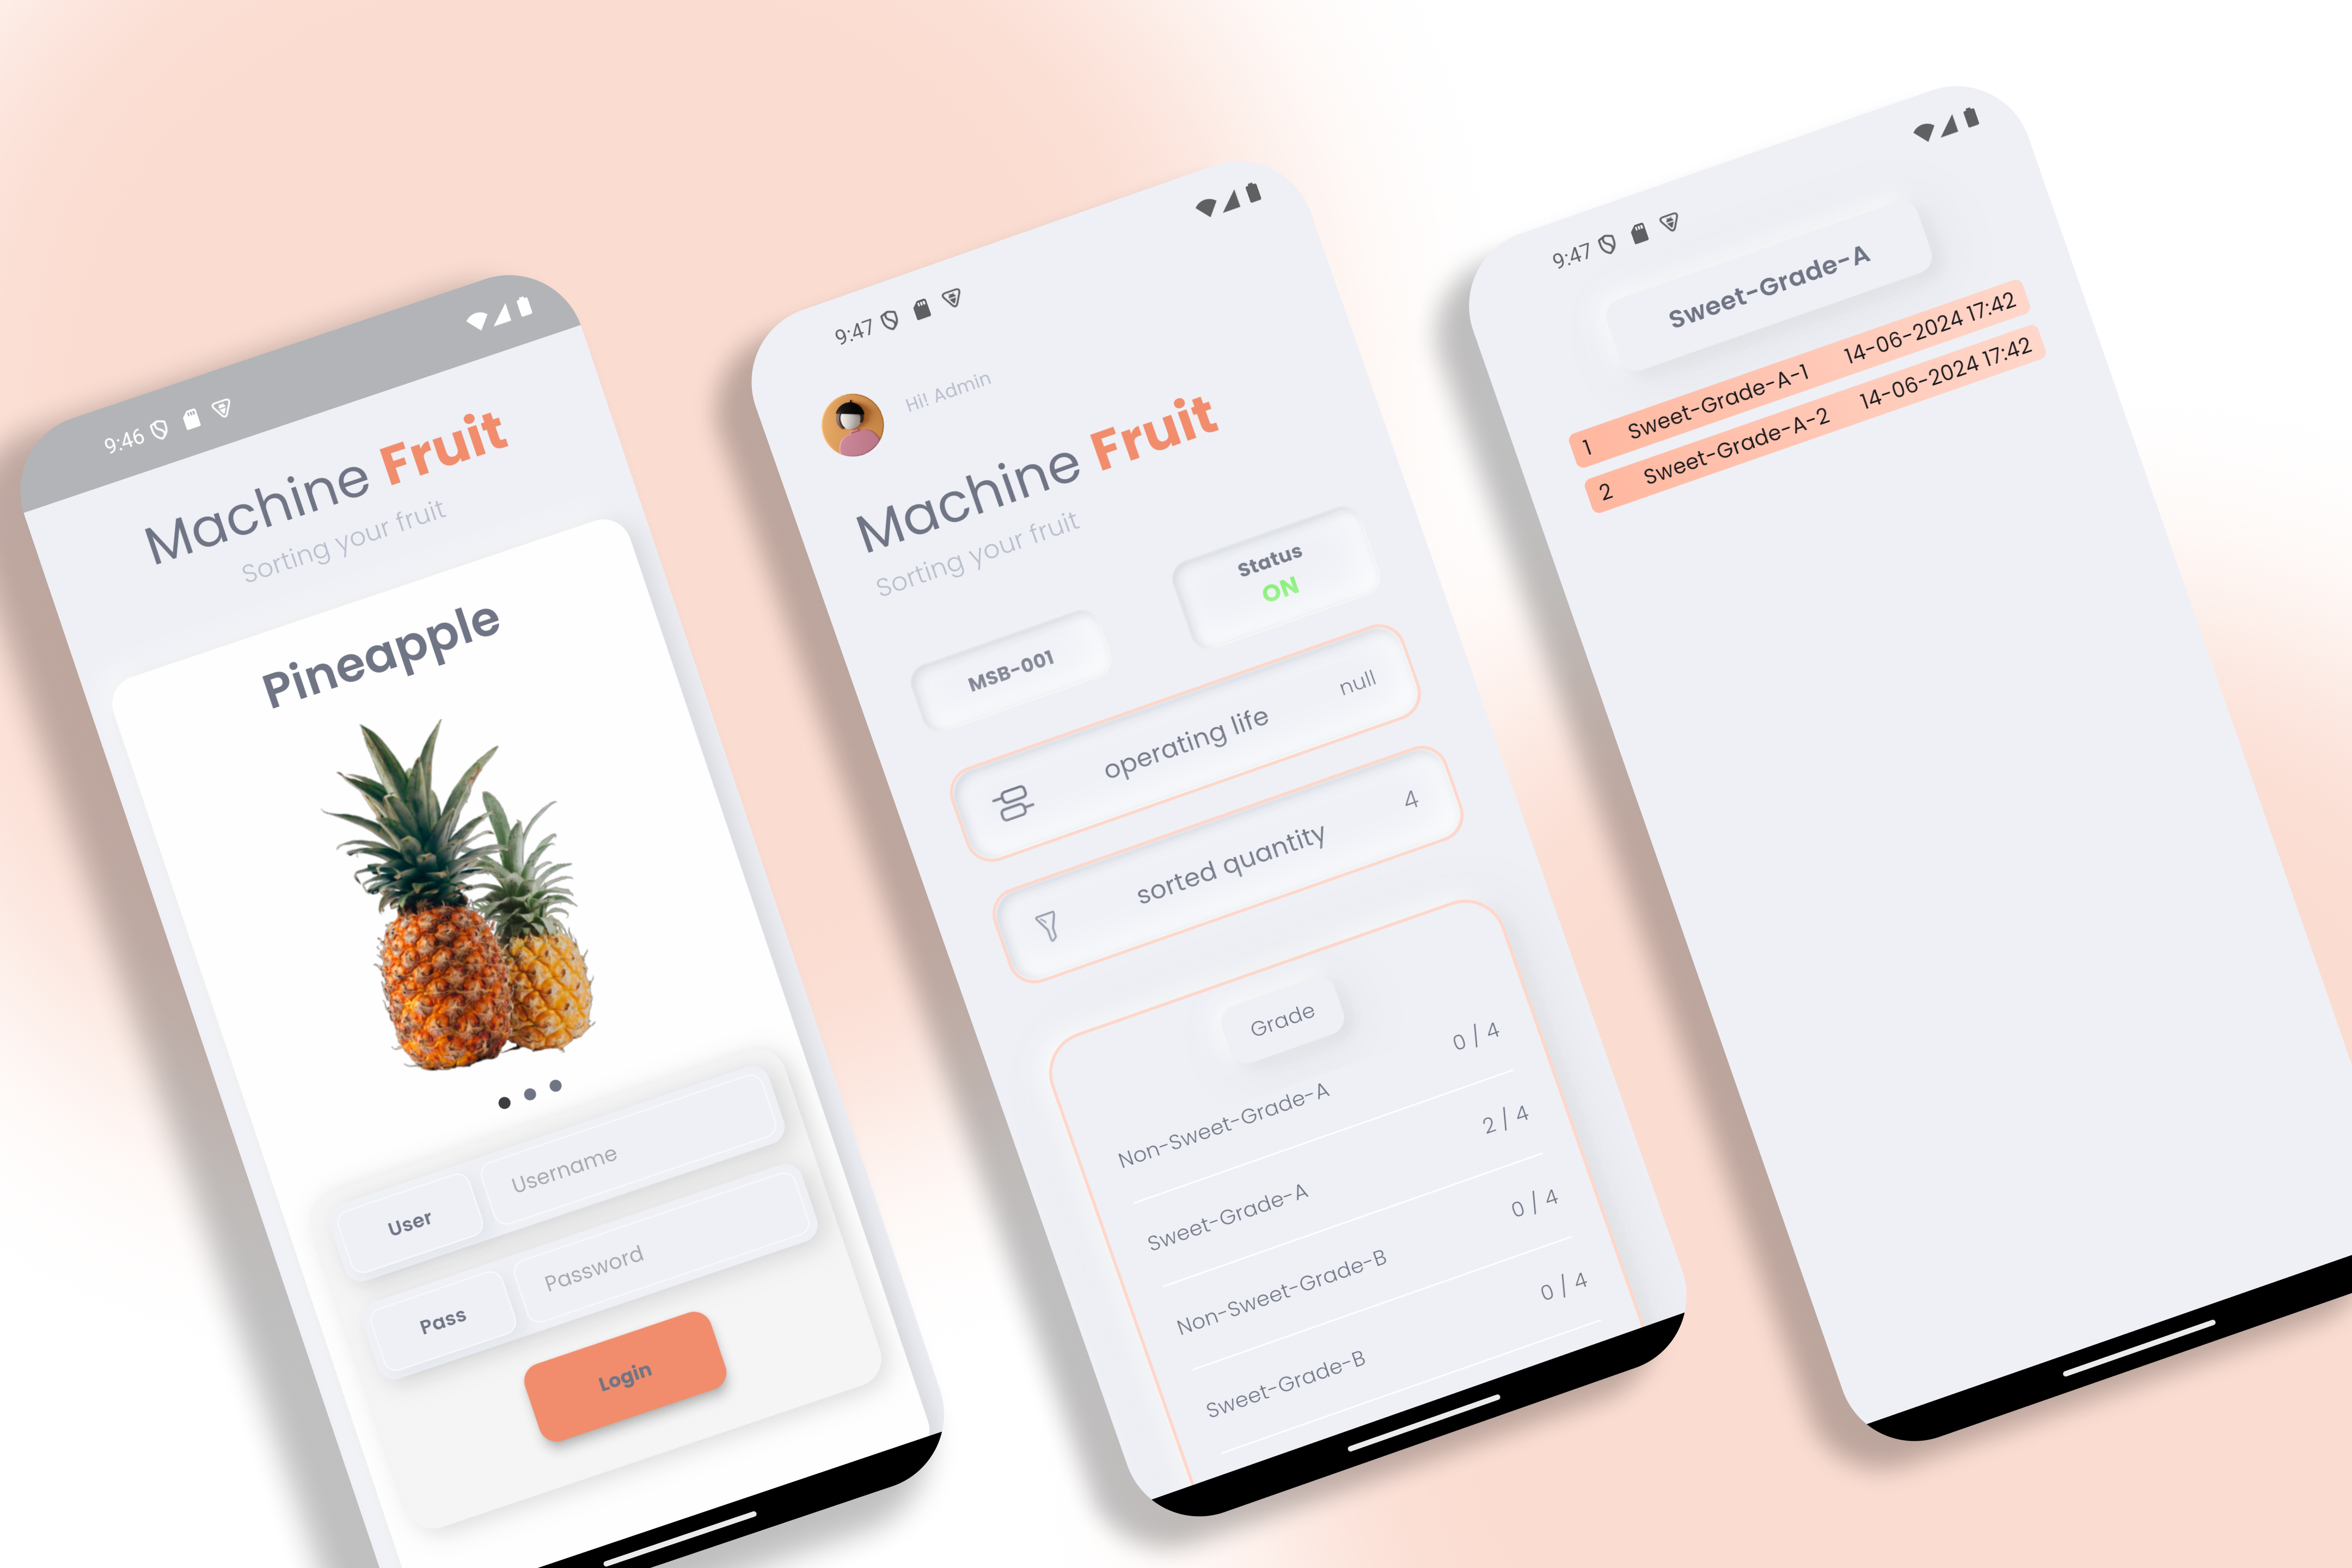 9:46
Machine Fruit
Sorting your fruit
Pineapple
User
Username
Pass
Password
Login
9:47
Hi! Admin
Machine Fruit
Sorting your fruit
MSB-001
Status
ON
operating life
null
sorted quantity
4
Grade
Non-Sweet-Grade-A
0 / 4
Sweet-Grade-A
2 / 4
Non-Sweet-Grade-B
0 / 4
Sweet-Grade-B
0 / 4
9:47
Sweet-Grade-A
1 Sweet-Grade-A-1 14-06-2024 17:42
2 Sweet-Grade-A-2 14-06-2024 17:42